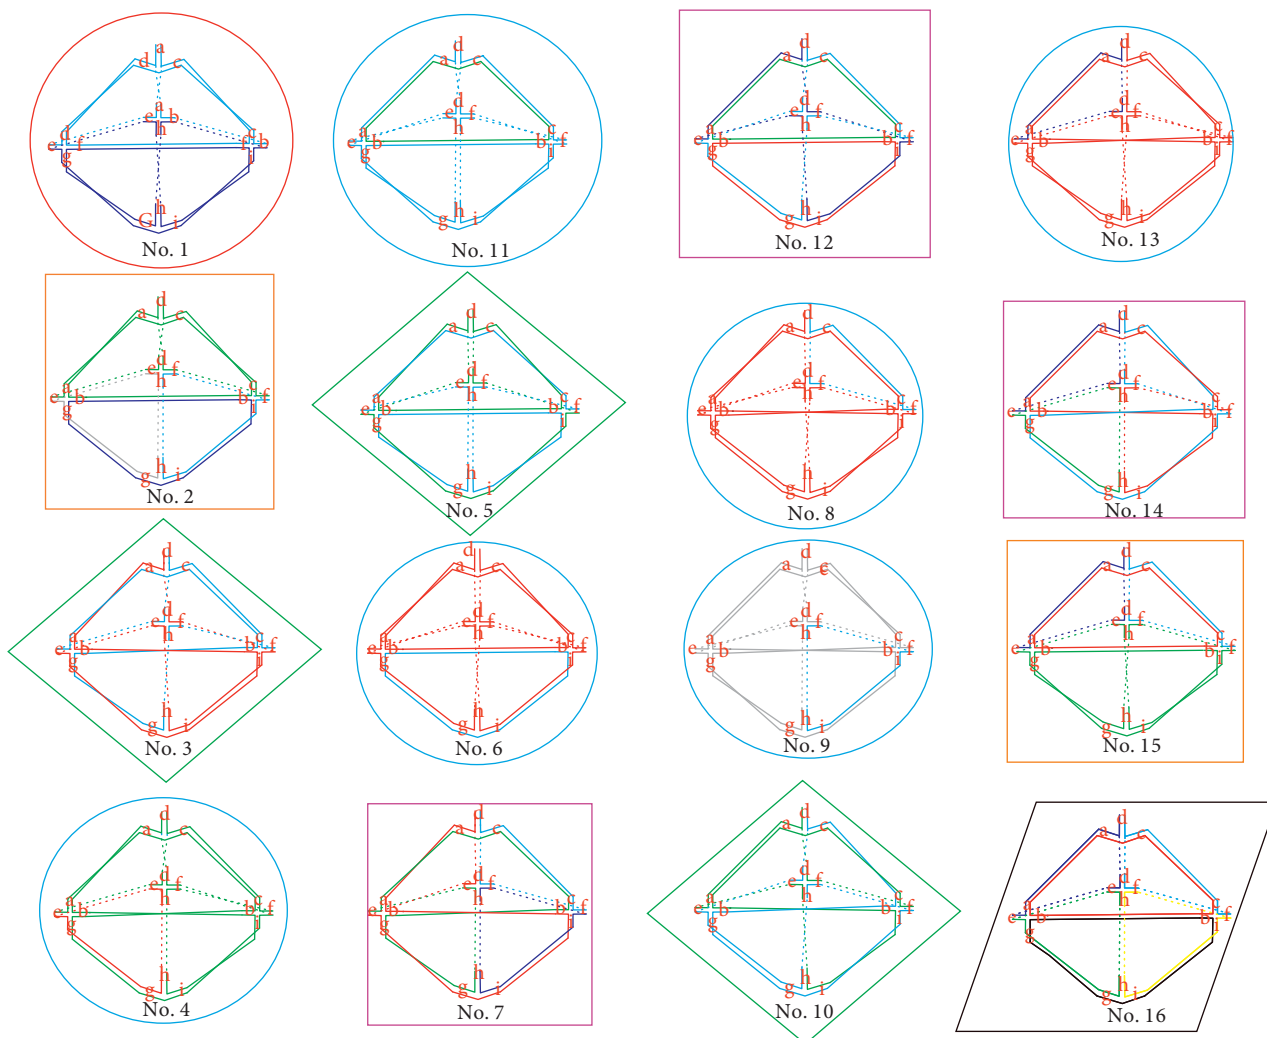 a
d c
a
e b
h
d c
e f f b
g i
h
G i
No. 1
d
a c
d
e f
h
a c
e b b f
g i
h
g i
No. 11
d
a c
d
e f
h
a c
e b b f
g i
h
g i
No. 12
d
a c
d
e f
h
a c
e b b f
g i
h
g i
No. 13
d
a c
d
e f
h
a c
e b b f
g i
h
g i
No. 2
d
a c
d
e f
h
a c
e b b f
g i
h
g i
No. 5
d
a c
d
e f
h
a c
e b b f
g i
h
g i
No. 8
d
a c
d
e f
h
a c
e b b f
g i
h
g i
No. 14
d
a c
d
e f
h
a c
e b b f
g i
h
g i
No. 3
d
a c
d
e f
h
a c
e b b f
g i
h
g i
No. 6
d
a c
d
e f
h
a c
e b b f
g i
h
g i
No. 9
d
a c
d
e f
h
a c
e b b f
g i
h
g i
No. 15
d
a c
d
e f
h
a c
e b b f
g i
h
g i
No. 4
d
a c
d
e f
h
a c
e b b f
g i
h
g i
No. 7
d
a c
d
e f
h
a c
e b b f
g i
h
g i
No. 10
d
a c
d
e f
h
a c
e b b f
g i
h
g i
No. 16